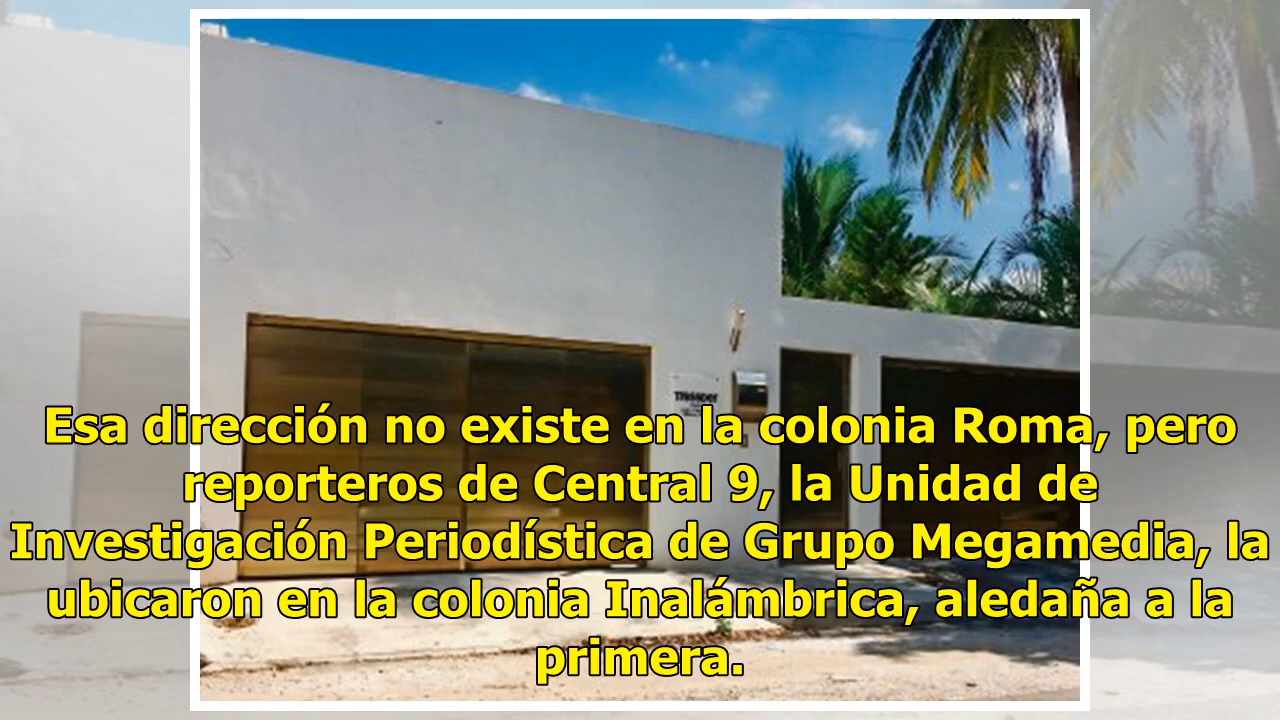 Esa dirección no existe en la colonia Roma, pero
reporteros de Central 9, la Unidad de
Investigación Periodística de Grupo Megamedia, la
ubicaron en la colonia Inalámbrica, aledaña a la
primera.